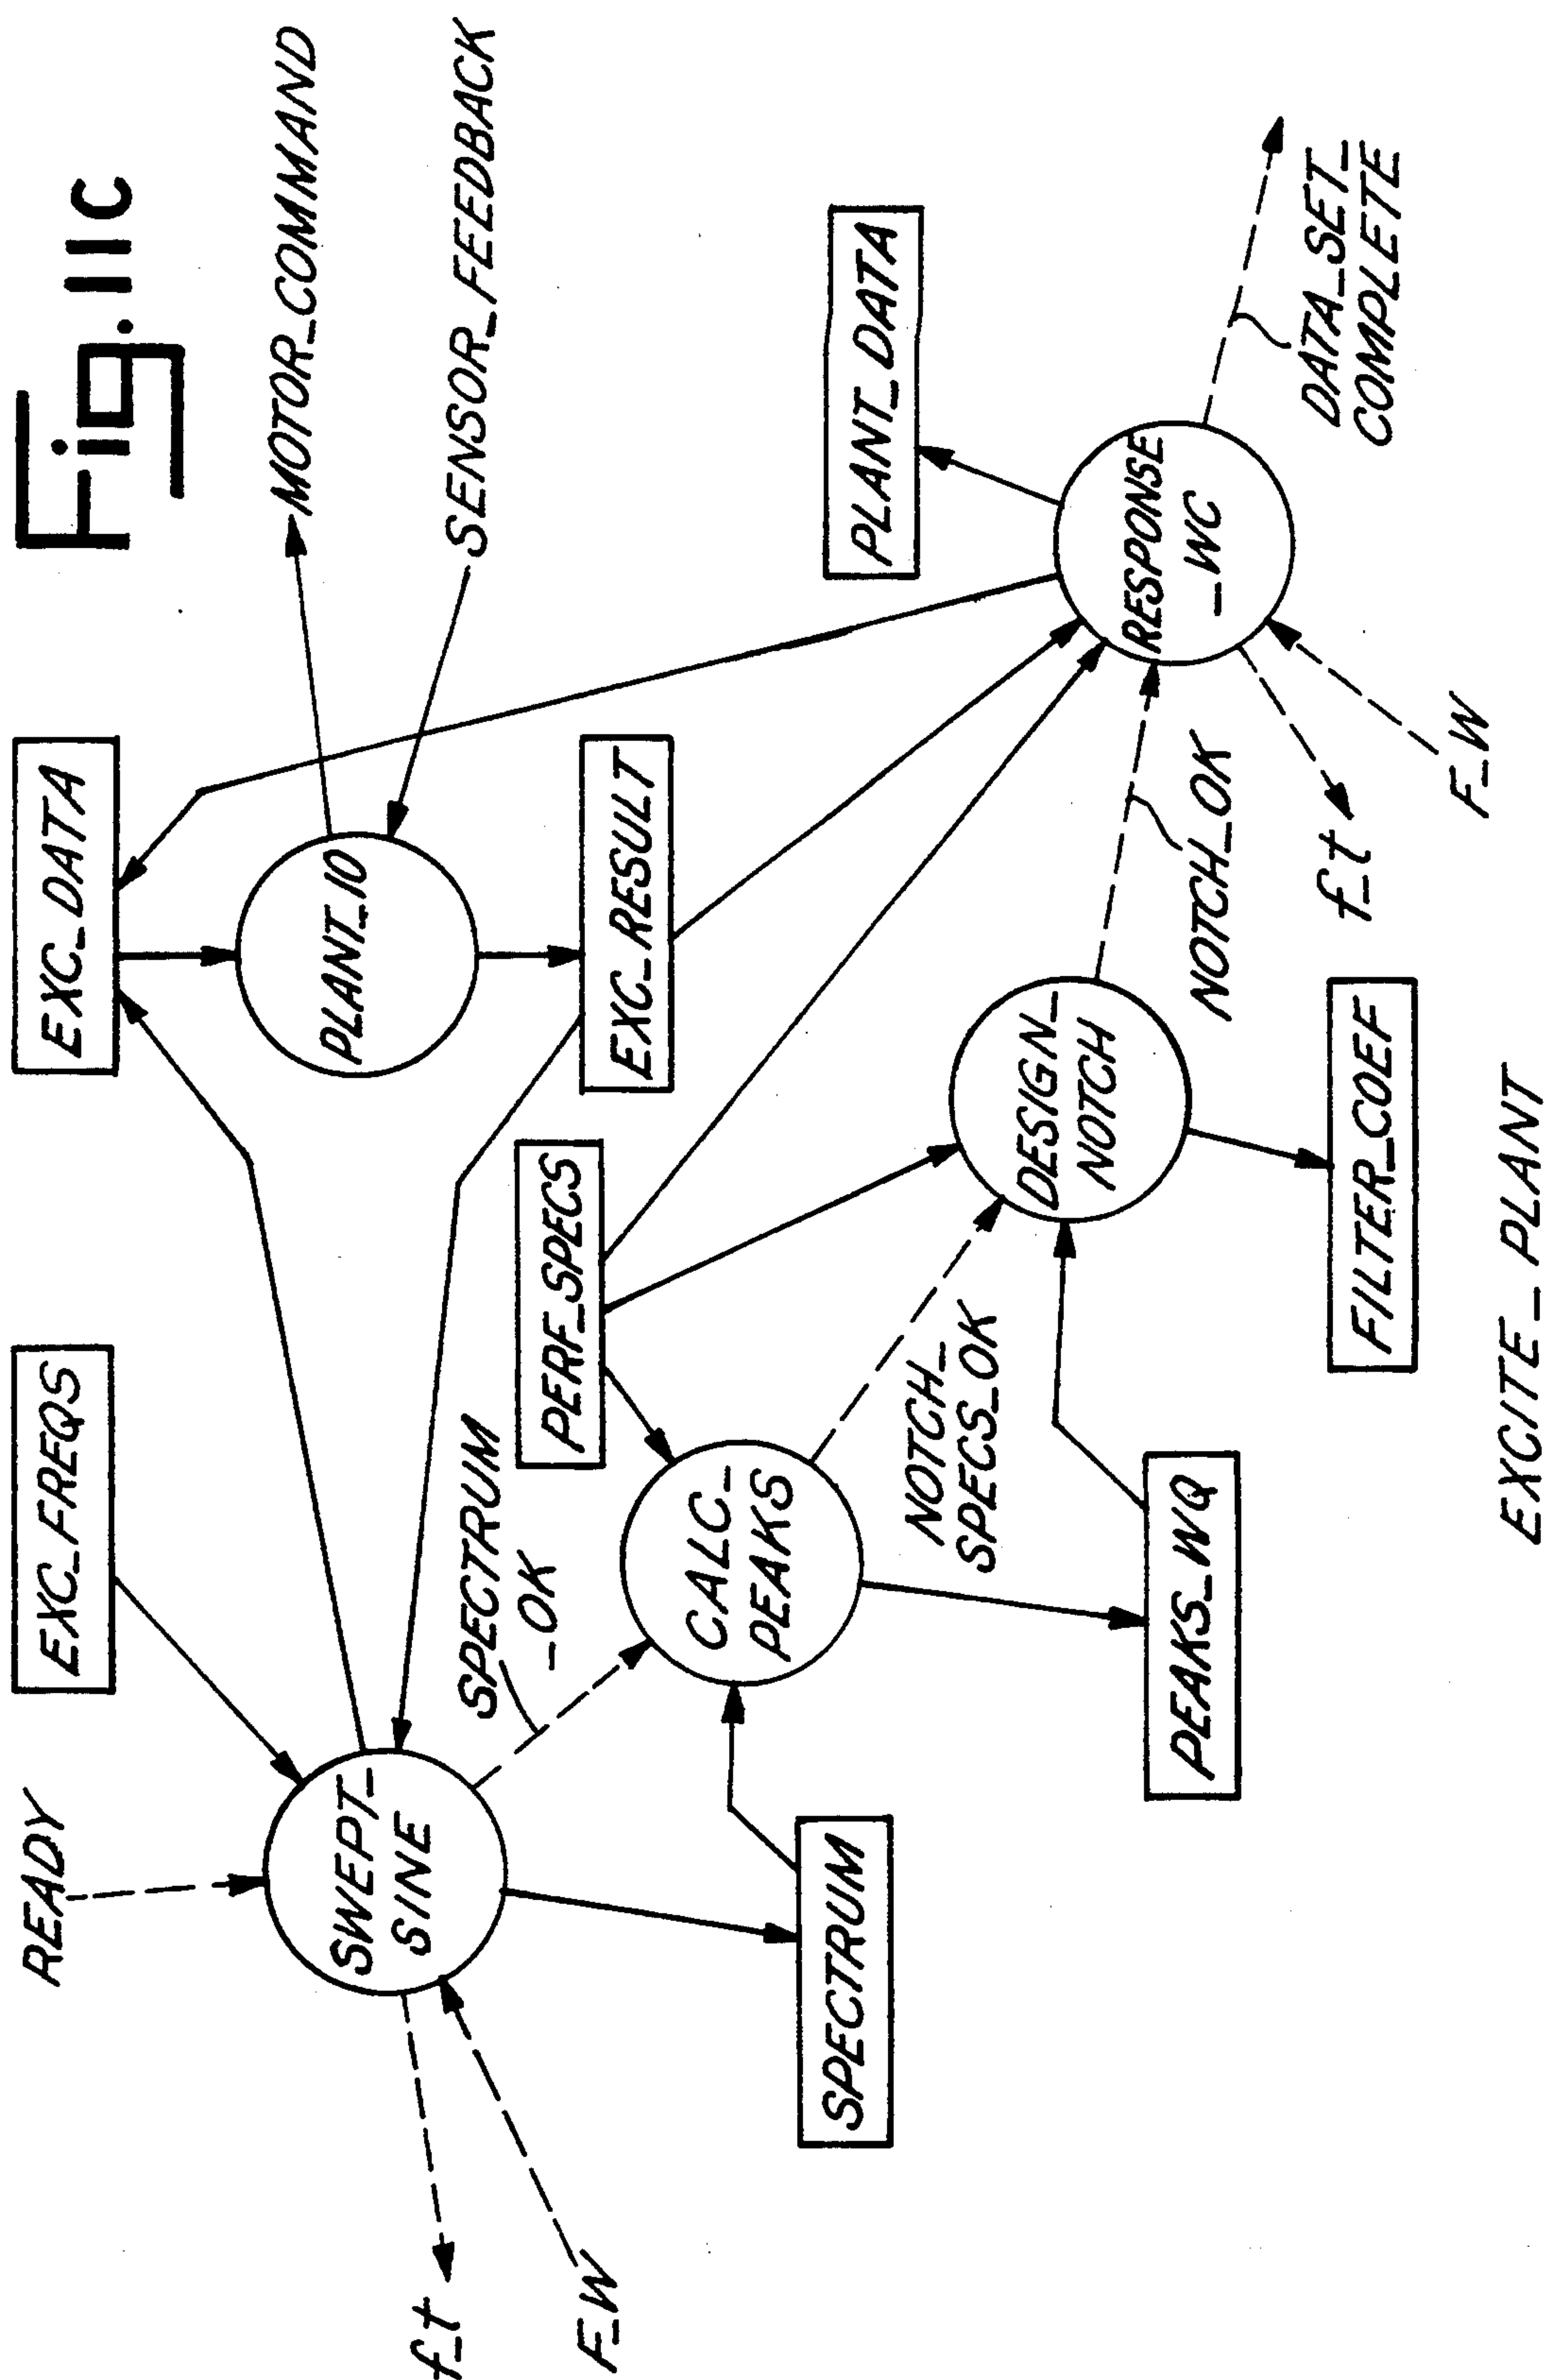 Fig. 11C
READY
EXC_FREQS
EXC_DATA
MOTOR_COMMAND
SENSOR_FEEDBACK
SWEPT_
SINE
PLANT_IO
f_t
F_W
SPECTRUM
_OK
PERF_SPECS
EXC_RESULT
PLANT_DATA
CALC_
PEAKS
SPECTRUM
NOTCH_
SPECS_OK
DESIGN_
NOTCH
RESPONSE
_WC
NOTCH_OK
DATA_SET_
COMPLETE
PEAKS_WQ
FILTER_COEF
f_t
F_W
EXCITE_PLANT